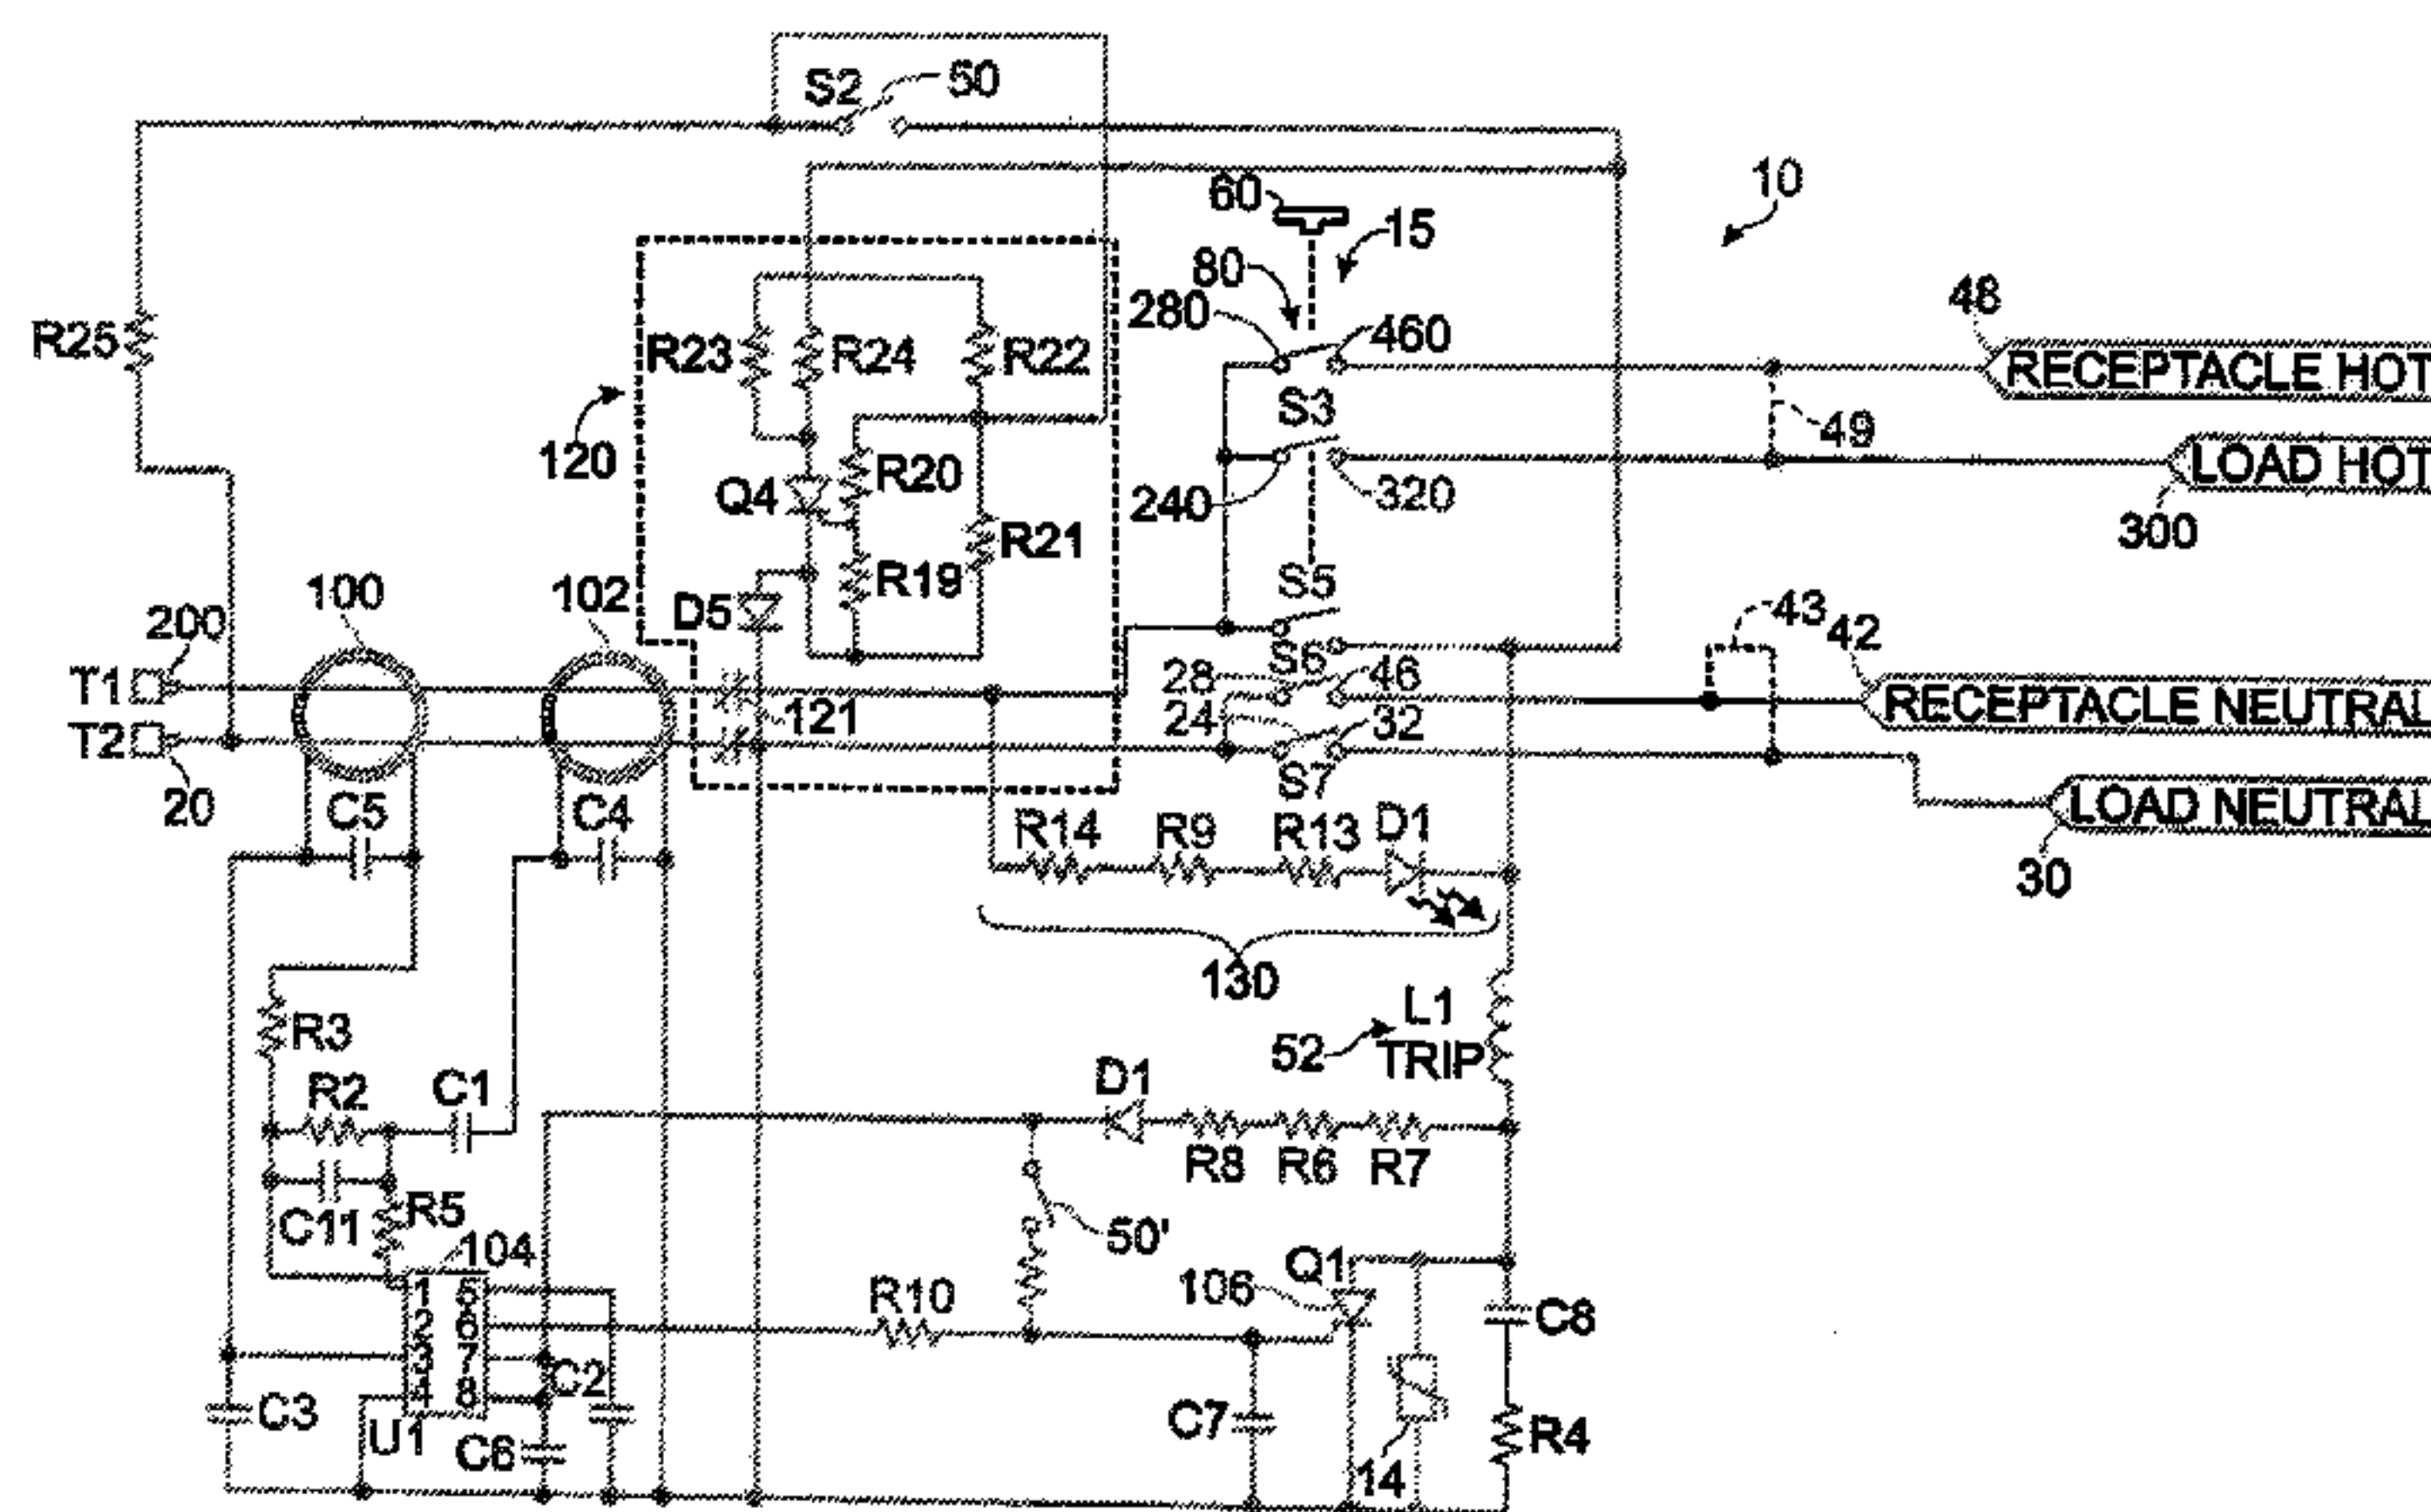 S2 50
10
60
15
80
280
460
48
RECEPTACLE HOT
R25
R23
R24
R22
S3
49
120
240
320
LOAD HOT
300
Q4
R20
R21
R19
D5
S5
100
102
200
T1
T2
20
121
S6
28
46
24
32
S7
43
42
RECEPTACLE NEUTRAL
LOAD NEUTRAL
30
C5
C4
R14 R9 R13 D1
130
L1
TRIP
52
R3
R2
C1
D1
R8 R6 R7
C11
R5
50'
104
1 5
2 6
3 7
4 8
U1
C3
C2
C6
R10
Q1
106
C7
14
C8
R4